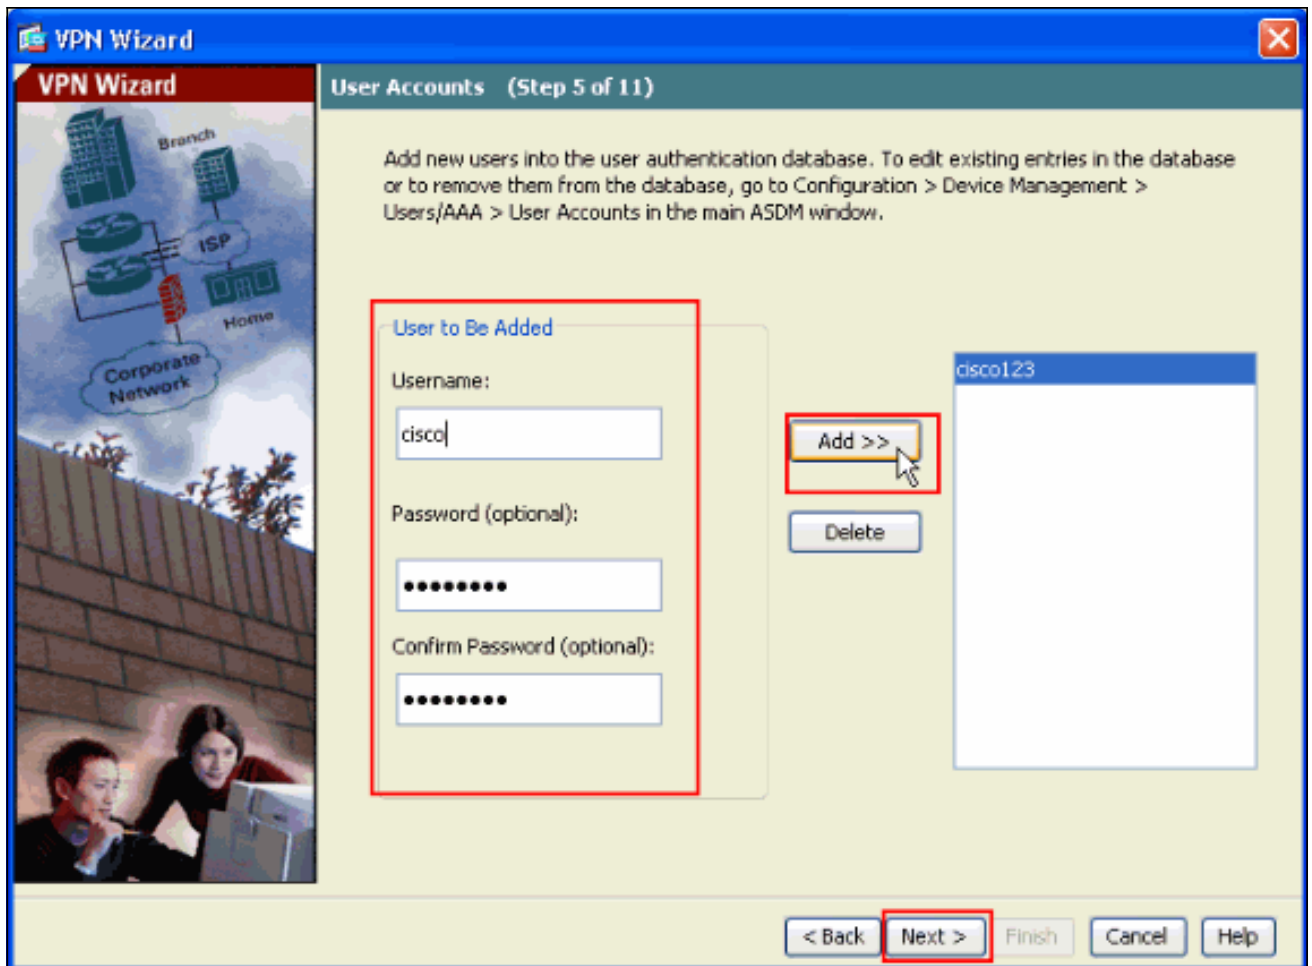 VPN Wizard
VPN Wizard
User Accounts (Step 5 of 11)
Branch
ISP
Home
Corporate
Network
Add new users into the user authentication database. To edit existing entries in the database
or to remove them from the database, go to Configuration > Device Management >
Users/AAA > User Accounts in the main ASDM window.
User to Be Added
Username:
cisco
Password (optional):
••••••••
Confirm Password (optional):
••••••••
Add >>
Delete
cisco123
< Back
Next >
Finish
Cancel
Help